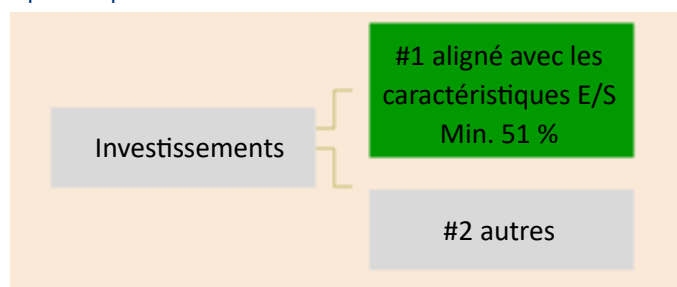 #1 aligné avec les
caractéristiques E/S
Min. 51 %
Investissements
#2 autres